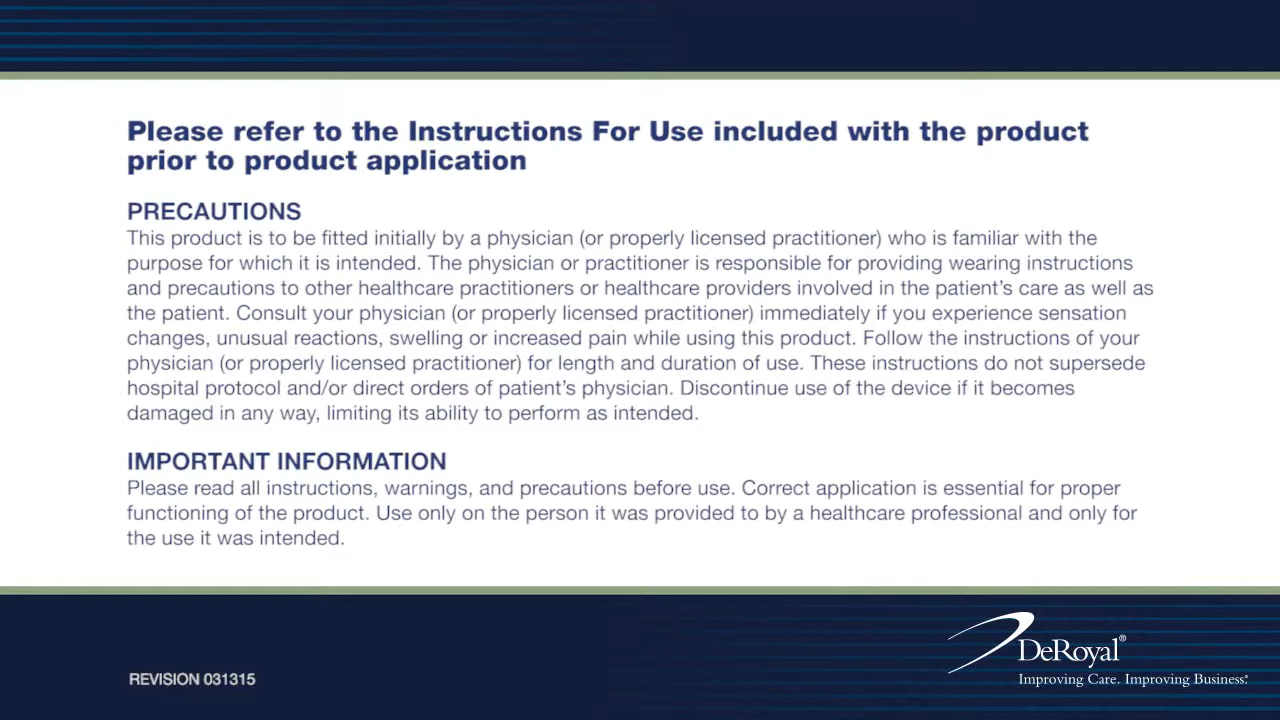 Please refer to the Instructions For Use included with the product
prior to product application
PRECAUTIONS
This product is to be fitted initially by a physician (or properly licensed practitioner) who is familiar with the
purpose for which it is intended. The physician or practitioner is responsible for providing wearing instructions
and precautions to other healthcare practitioners or healthcare providers involved in the patient's care as well as
the patient. Consult your physician (or properly licensed practitioner) immediately if you experience sensation
changes, unusual reactions, swelling or increased pain while using this product. Follow the instructions of your
physician (or properly licensed practitioner) for length and duration of use. These instructions do not supersede
hospital protocol and/or direct orders of patient's physician. Discontinue use of the device if it becomes
damaged in any way, limiting its ability to perform as intended.
IMPORTANT INFORMATION
Please read all instructions, warnings, and precautions before use. Correct application is essential for proper
functioning of the product. Use only on the person it was provided to by a healthcare professional and only for
the use it was intended.
DeRoyal®
Improving Care. Improving Business.®
REVISION 031315